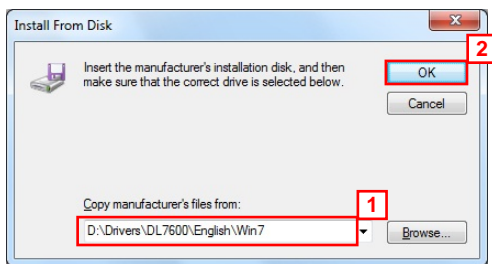 Install From Disk
2
Insert the manufacturer's installation disk, and then
make sure that the correct drive is selected below.
OK
Cancel
Copy manufacturer's files from:
1
D:\Drivers\DL7600\English\Win7
Browse...